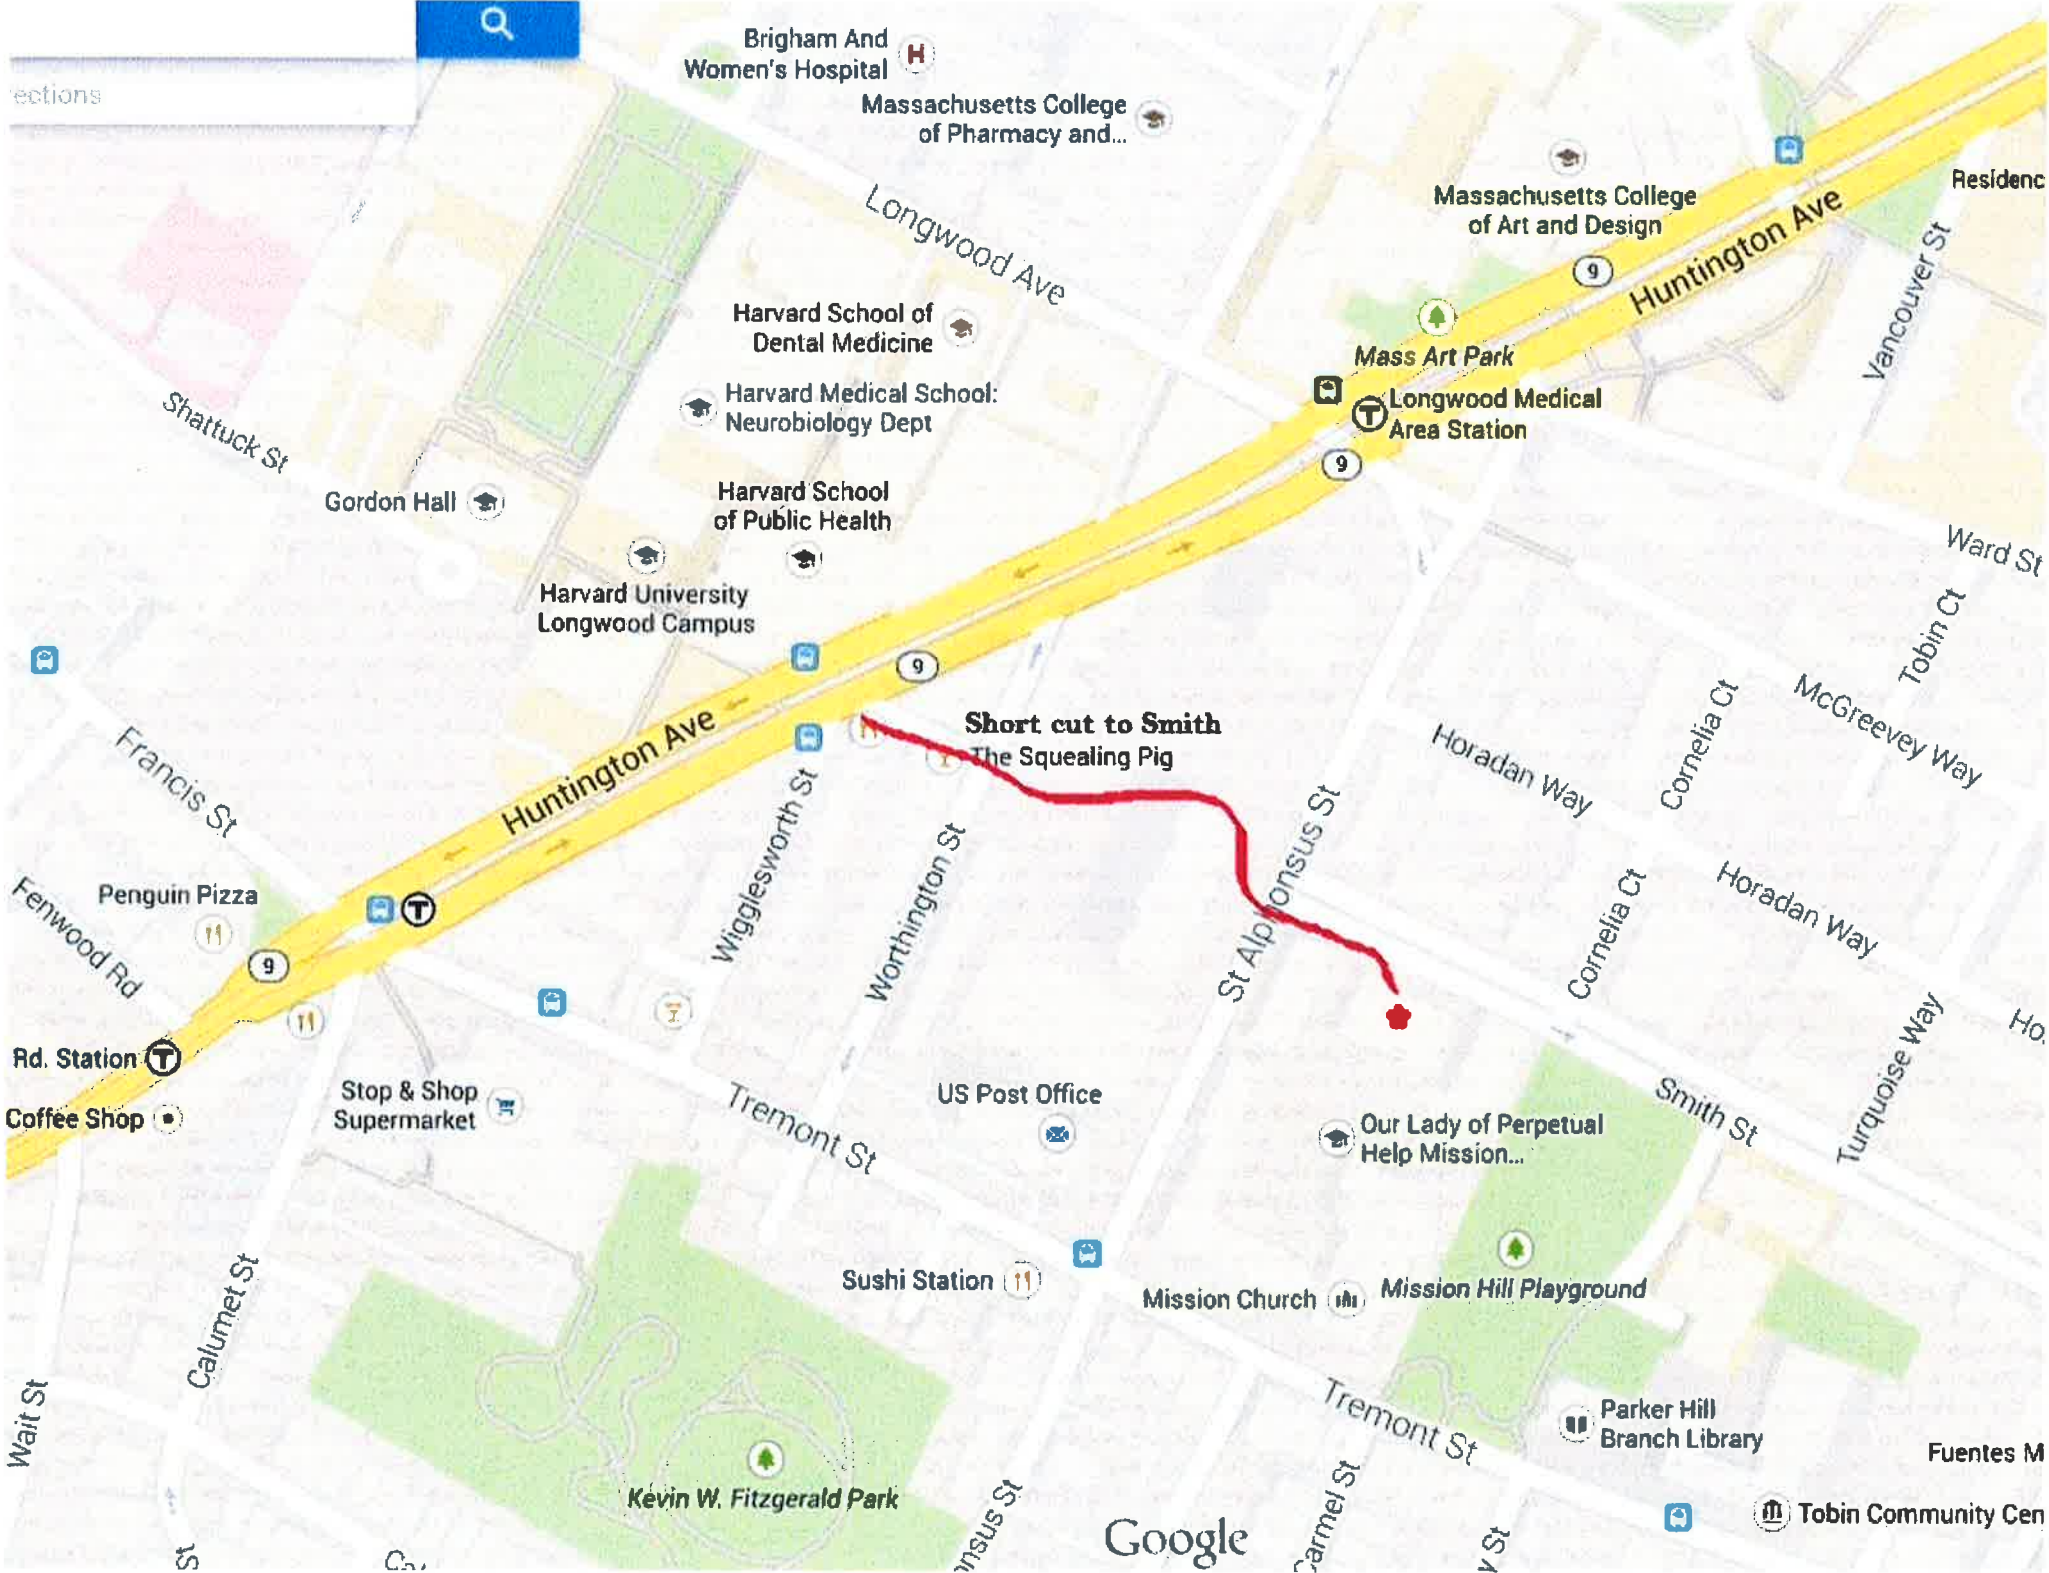 ections
Brigham And
Women's Hospital
H
Massachusetts College
of Pharmacy and...
Massachusetts College
of Art and Design
Residenc
Longwood Ave
9
Huntington Ave
Vancouver St
Harvard School of
Dental Medicine
Mass Art Park
Harvard Medical School:
Neurobiology Dept
T
Longwood Medical
Area Station
9
Shattuck St
Gordon Hall
Harvard School
of Public Health
Ward St
Harvard University
Longwood Campus
Tobin Ct
9
Francis St
Huntington Ave
Short cut to Smith
The Squealing Pig
Horadan Way
Cornelia Ct
McGreevey Way
Wigglesworth St
Worthington St
St Alphonsus St
Penguin Pizza
Fenwood Rd
T
9
Cornelia Ct
Horadan Way
Ho
Rd. Station
T
Coffee Shop
Stop & Shop
Supermarket
Tremont St
US Post Office
Our Lady of Perpetual
Help Mission...
Smith St
Turquoise Way
Calumet St
Sushi Station
Mission Church
Mission Hill Playground
Wait St
Tremont St
Parker Hill
Branch Library
Fuentes M
Kevin W. Fitzgerald Park
onsus St
Google
Carmel St
Tobin Community Cen
St
y St